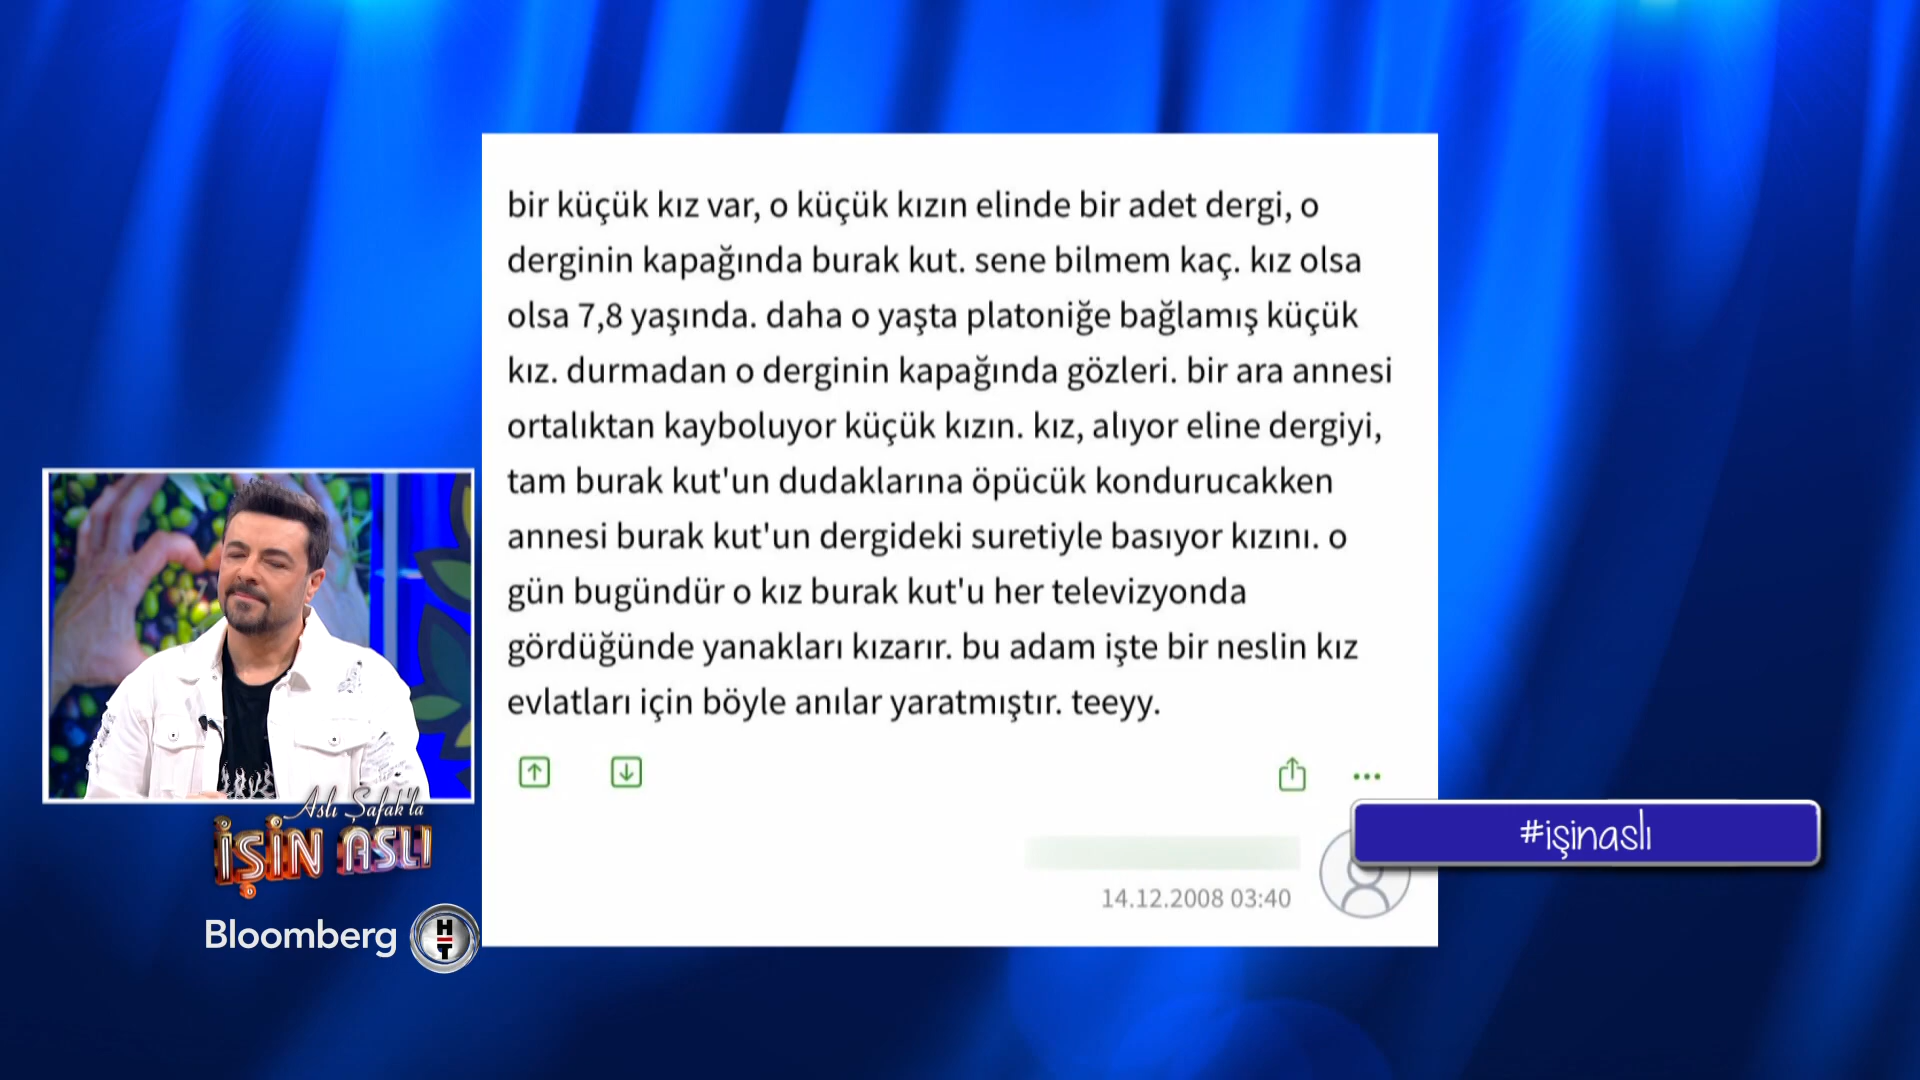 bir küçük kız var, o küçük kızın elinde bir adet dergi, o
derginin kapağında burak kut. sene bilmem kaç. kız olsa
olsa 7,8 yaşında. daha o yaşta platoniğe bağlamış küçük
kız. durmadan o derginin kapağında gözleri. bir ara annesi
ortalıktan kayboluyor küçük kızın. kız, alıyor eline dergiyi,
tam burak kut'un dudaklarına öpücük kondurucakken
annesi burak kut'un dergideki suretiyle basıyor kızını. o
gün bugündür o kız burak kut'u her televizyonda
gördüğünde yanakları kızarır. bu adam işte bir neslin kız
evlatları için böyle anılar yaratmıştır. teeyy.
14.12.2008 03:40
Aslı Şafak'la
İŞİN ASLI
Bloomberg HT
#işinaslı